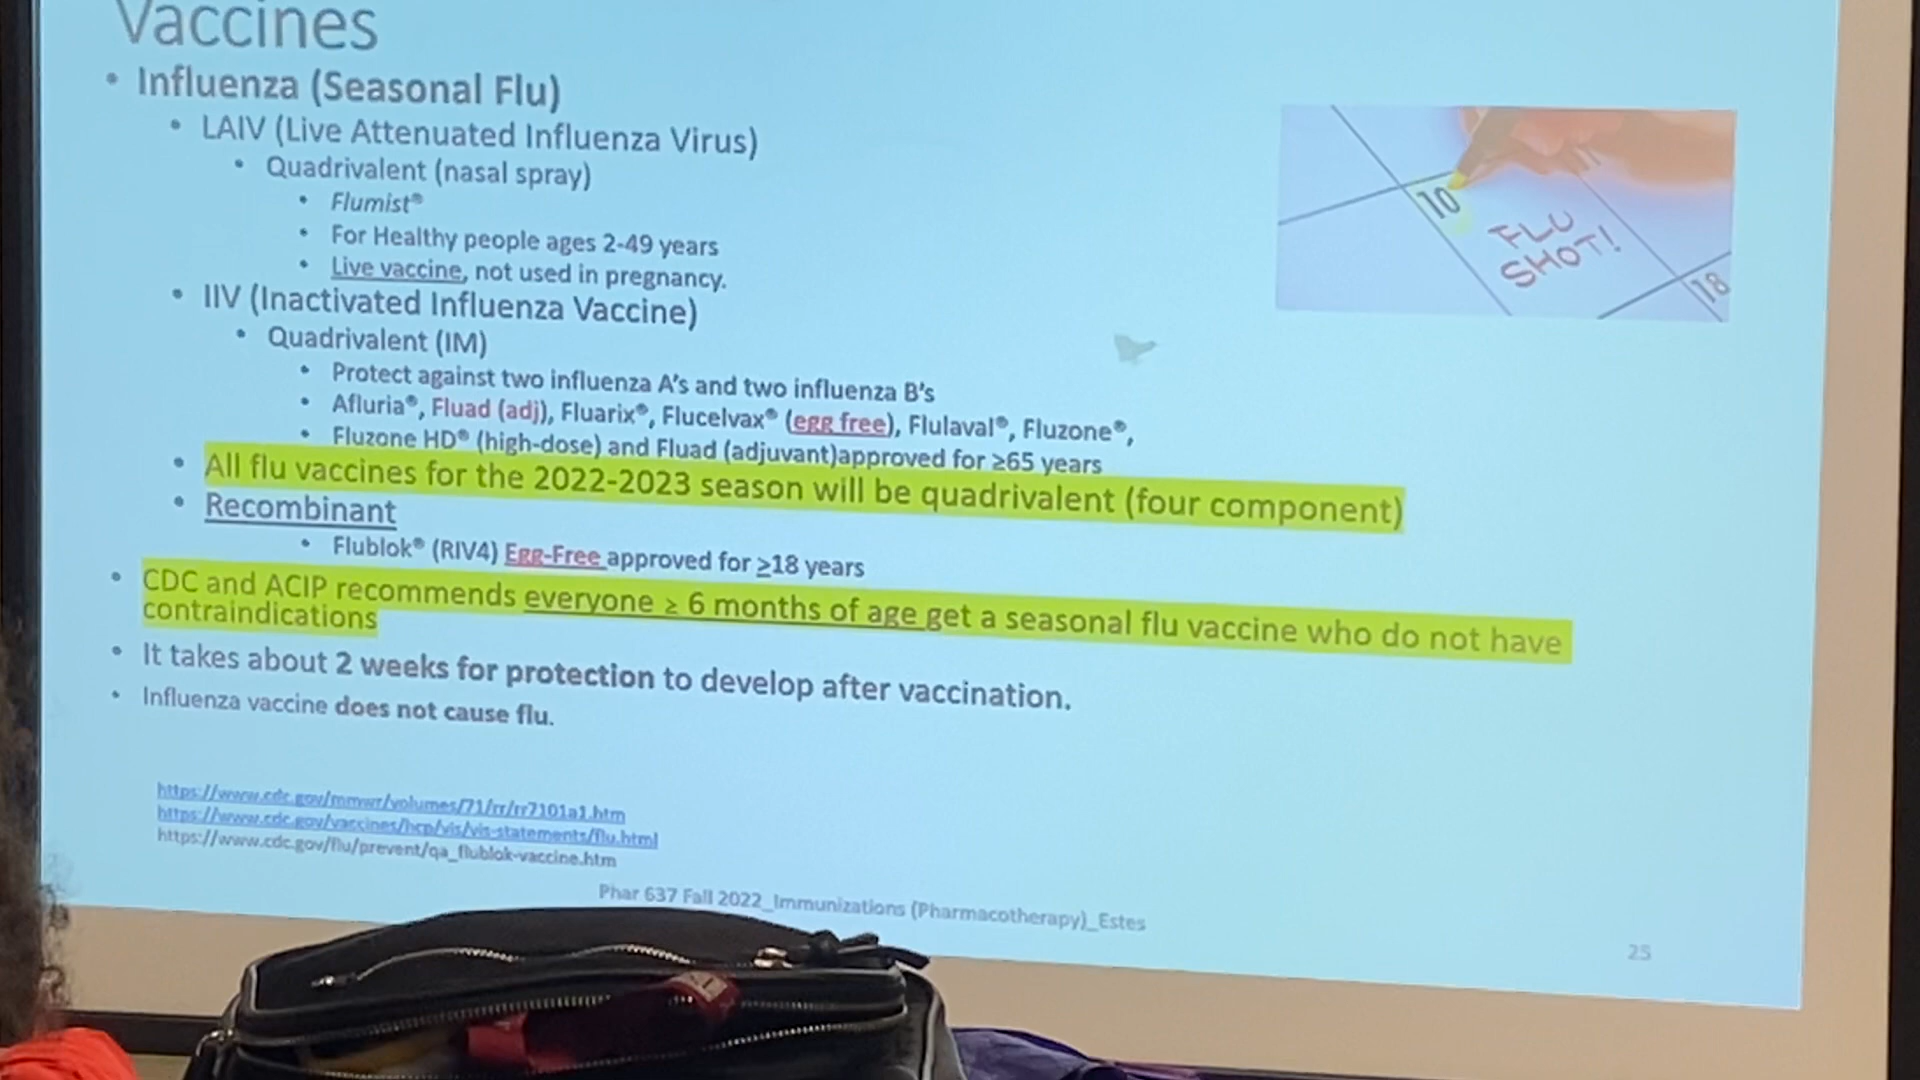 Vaccines
• Influenza (Seasonal Flu)
• LAIV (Live Attenuated Influenza Virus)
• Quadrivalent (nasal spray)
• Flumist®
• For Healthy people ages 2-49 years
• Live vaccine, not used in pregnancy.
• IIV (Inactivated Influenza Vaccine)
• Quadrivalent (IM)
• Protect against two influenza A's and two influenza B's
• Afluria®, Fluad (adj), Fluarix®, Flucelvax® (egg free), Flulaval®, Fluzone®,
• Fluzone HD® (high-dose) and Fluad (adjuvant)approved for ≥65 years
• All flu vaccines for the 2022-2023 season will be quadrivalent (four component)
• Recombinant
• Flublok® (RIV4) Egg-Free approved for ≥18 years
• CDC and ACIP recommends everyone ≥ 6 months of age get a seasonal flu vaccine who do not have
contraindications
• It takes about 2 weeks for protection to develop after vaccination.
• Influenza vaccine does not cause flu.
10
11
FLU
SHOT!
18
https://www.cdc.gov/mmwr/volumes/71/rr/rr7101a1.htm
https://www.cdc.gov/vaccines/hcp/vis/vis-statements/flu.html
https://www.cdc.gov/flu/prevent/qa_flublok-vaccine.htm
Phar 637 Fall 2022_Immunizations (Pharmacotherapy)_Estes
25